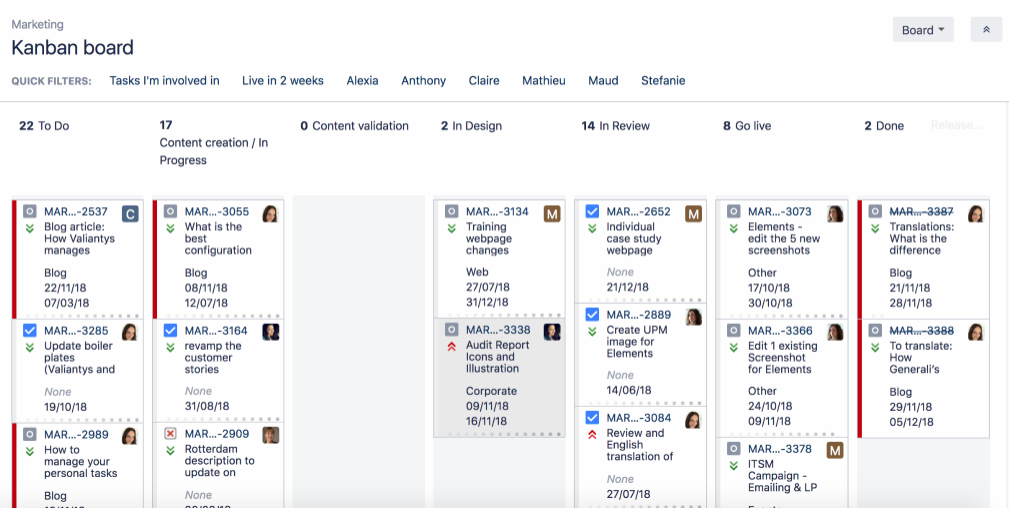 Marketing
Kanban board
Board
QUICK FILTERS: Tasks I'm involved in Live in 2 weeks Alexia Anthony Claire Mathieu Maud Stefanie
22 To Do
17
Content creation / In
Progress
0 Content validation
2 In Design
14 In Review
8 Go live
2 Done
Release...
MAR...-2537
C
Blog article:
How Valiantys
manages
Blog
22/11/18
07/03/18
MAR...-3285
Update boiler
plates
(Valiantys and
None
19/10/18
MAR...-2989
How to
manage your
personal tasks
Blog
MAR...-3055
What is the
best
configuration
Blog
08/11/18
12/07/18
MAR...-3164
revamp the
customer
stories
None
31/08/18
MAR...-2909
Rotterdam
description to
update on
None
MAR...-3134
M
Training
webpage
changes
Web
27/07/18
31/12/18
MAR...-3338
Audit Report
Icons and
Illustration
Corporate
09/11/18
16/11/18
MAR...-2652
M
Individual
case study
webpage
None
21/12/18
MAR...-2889
Create UPM
image for
Elements
None
14/06/18
MAR...-3084
Review and
English
translation of
None
27/07/18
MAR...-3073
Elements -
edit the 5 new
screenshots
Other
17/10/18
30/10/18
MAR...-3366
Edit 1 existing
Screenshot
for Elements
Other
24/10/18
09/11/18
MAR...-3378
M
ITSM
Campaign -
Emailing & LP
MAR...-3387
Translations:
What is the
difference
Blog
21/11/18
28/11/18
MAR...-3388
To translate:
How
Generali's
Blog
29/11/18
05/12/18